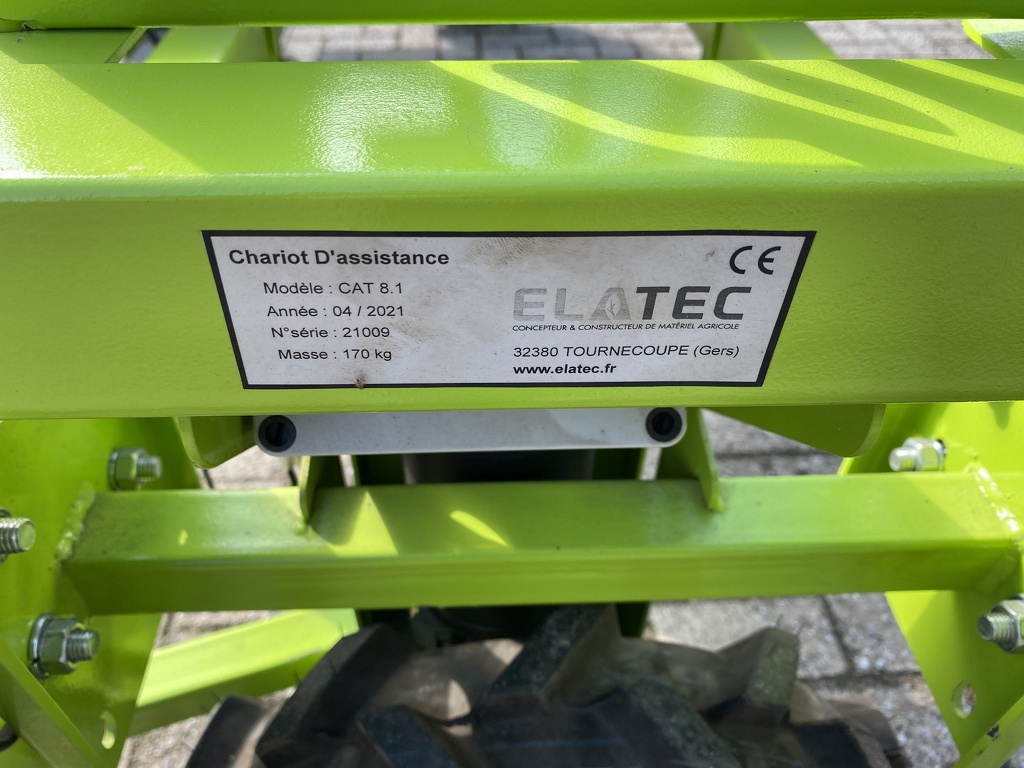 Chariot D'assistance
CE
Modèle : CAT 8.1
Année : 04 / 2021
N°série : 21009
Masse : 170 kg
ELATEC
CONCEPTEUR & CONSTRUCTEUR DE MATÉRIEL AGRICOLE
32380 TOURNECOUPE (Gers)
www.elatec.fr